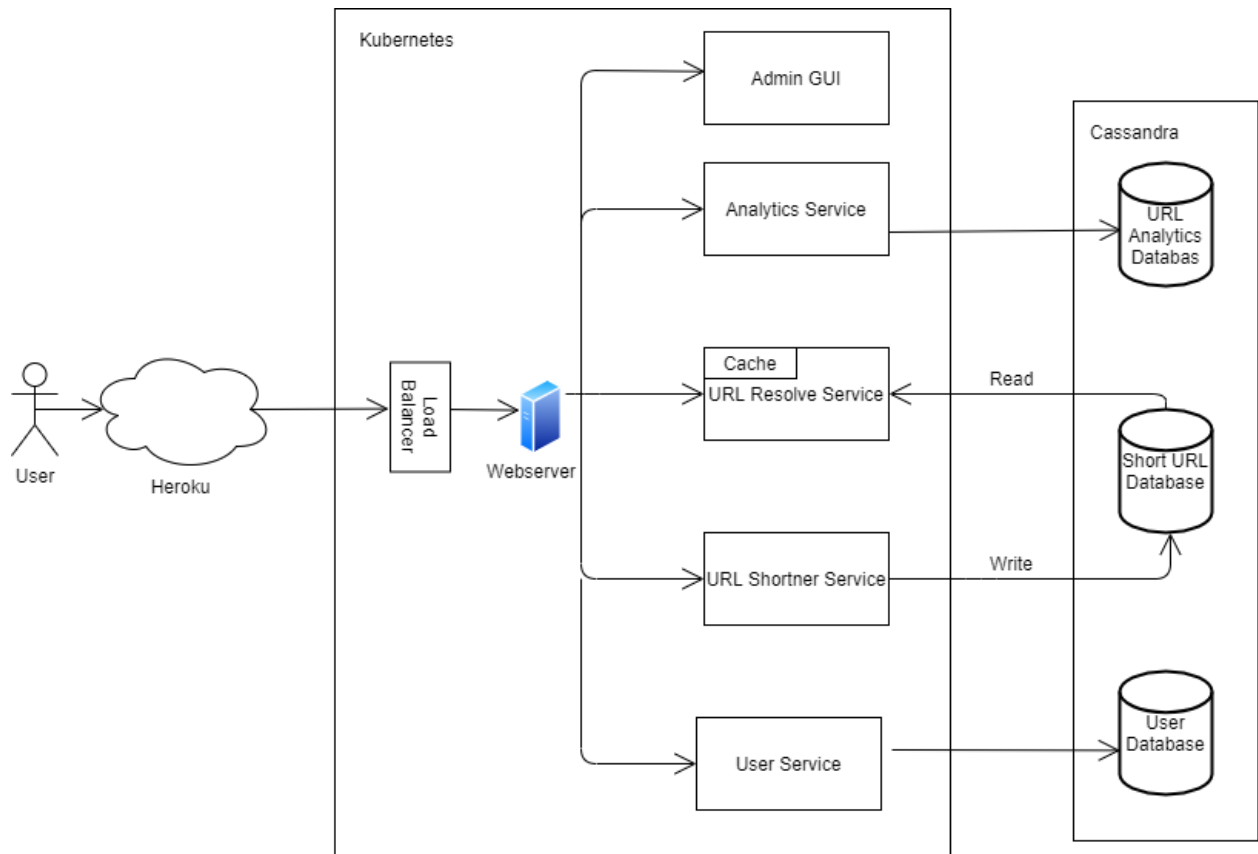 Kubernetes
Admin GUI
Cassandra
Analytics Service
URL
Analytics
Databas
Cache
URL Resolve Service
Read
Load
Balancer
User
Heroku
Webserver
Short URL
Database
URL Shortner Service
Write
User Service
User
Database